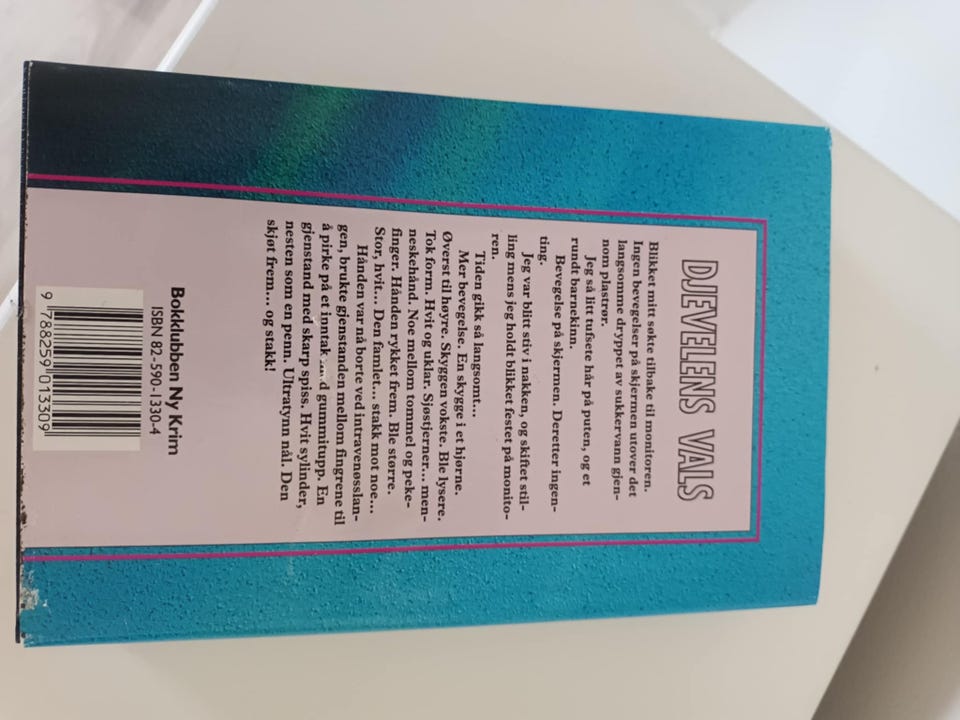 DJEVELENS VALS
Blikket mitt søkte tilbake til monitoren.
Ingen bevegelser på skjermen utover det
langsomme dryppet av sukkervann gjen-
nom plastrør.
Jeg så litt tufsete hår på puten, og et
rundt barnekinn.
Bevegelse på skjermen. Deretter ingen-
ting.
Jeg var blitt stiv i nakken, og skiftet stil-
ling mens jeg holdt blikket festet på monito-
ren.
Tiden gikk så langsomt...
Mer bevegelse. En skygge i et hjørne.
Øverst til høyre. Skyggen vokste. Ble lysere.
Tok form. Hvit og uklar. Sjøstjerner... men-
neskehånd. Noe mellom tommel og peke-
finger. Hånden rykket frem. Ble større.
Stor, hvit... Den famlet... stakk mot noe...
Hånden var nå borte ved intravenøsslan-
gen, brukte gjenstanden mellom fingrene til
å pirke på et inntak gummitupp. En
gjenstand med skarp spiss. Hvit sylinder,
nesten som en penn. Ultratynn nål. Den
skjøt frem... og stakk!
Bokklubben Ny Krim
ISBN 82-590-1330-4
9 788259 013309